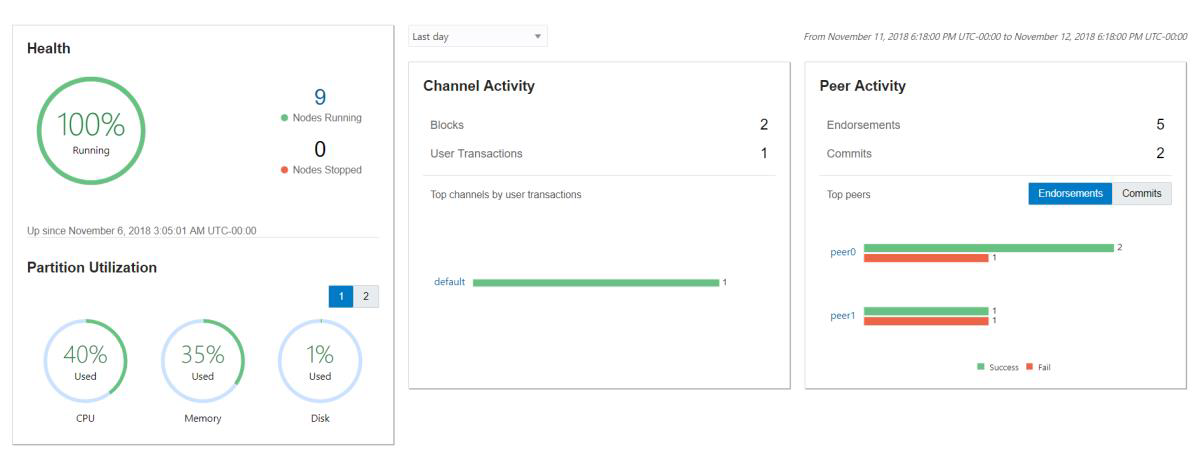 Health
100%
Running
9
Nodes Running
0
Nodes Stopped
Up since November 6, 2018 3:05:01 AM UTC-00:00
Partition Utilization
1 2
40%
Used
CPU
35%
Used
Memory
1%
Used
Disk
Last day
From November 11, 2018 6:18:00 PM UTC-00:00 to November 12, 2018 6:18:00 PM UTC-00:00
Channel Activity
Blocks 2
User Transactions 1
Top channels by user transactions
default 1
Peer Activity
Endorsements 5
Commits 2
Top peers Endorsements Commits
peer0 2
1
peer1 1
1
Success Fail